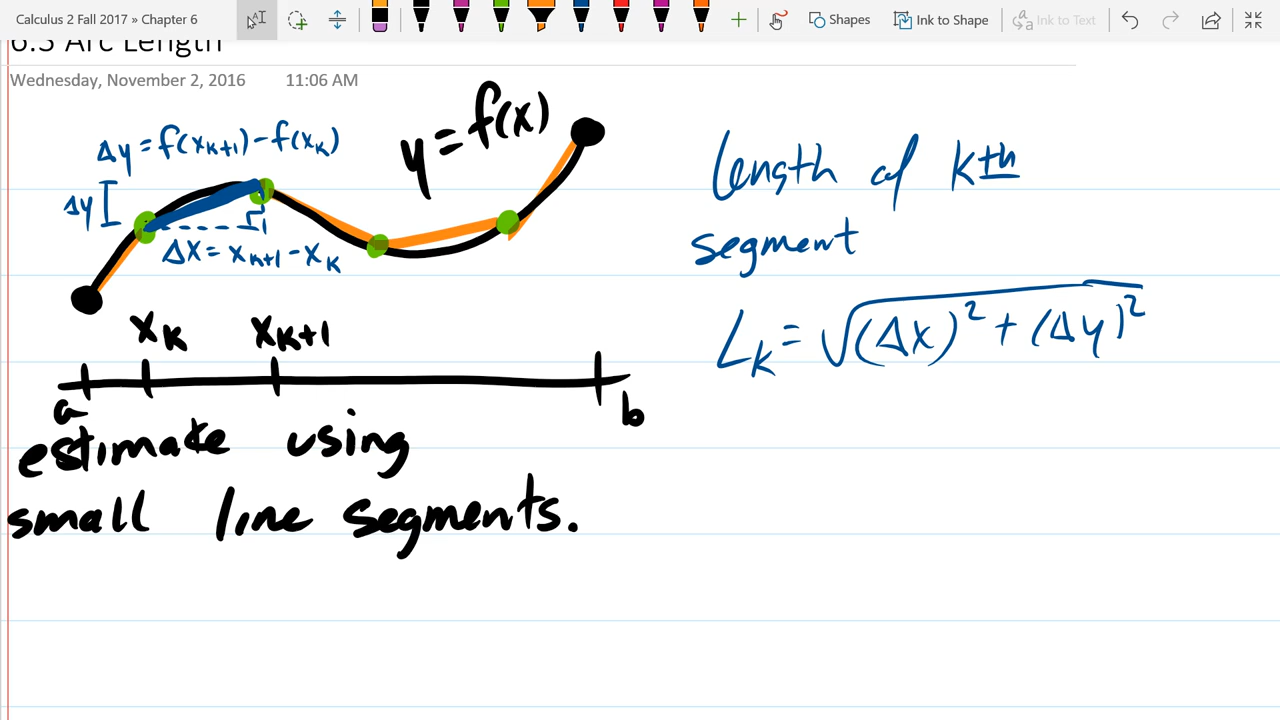 Calculus 2 Fall 2017 » Chapter 6
Shapes
Ink to Shape
Ink to Text
6.3 Arc Length
Wednesday, November 2, 2016 11:06 AM
Δy = f(xₖ₊₁) - f(xₖ)
y = f(x)
Δy
Δx = xₖ₊₁ - xₖ
xₖ xₖ₊₁
a b
estimate using
small line segments.
length of kth
segment
Lₖ = √(Δx)² + (Δy)²